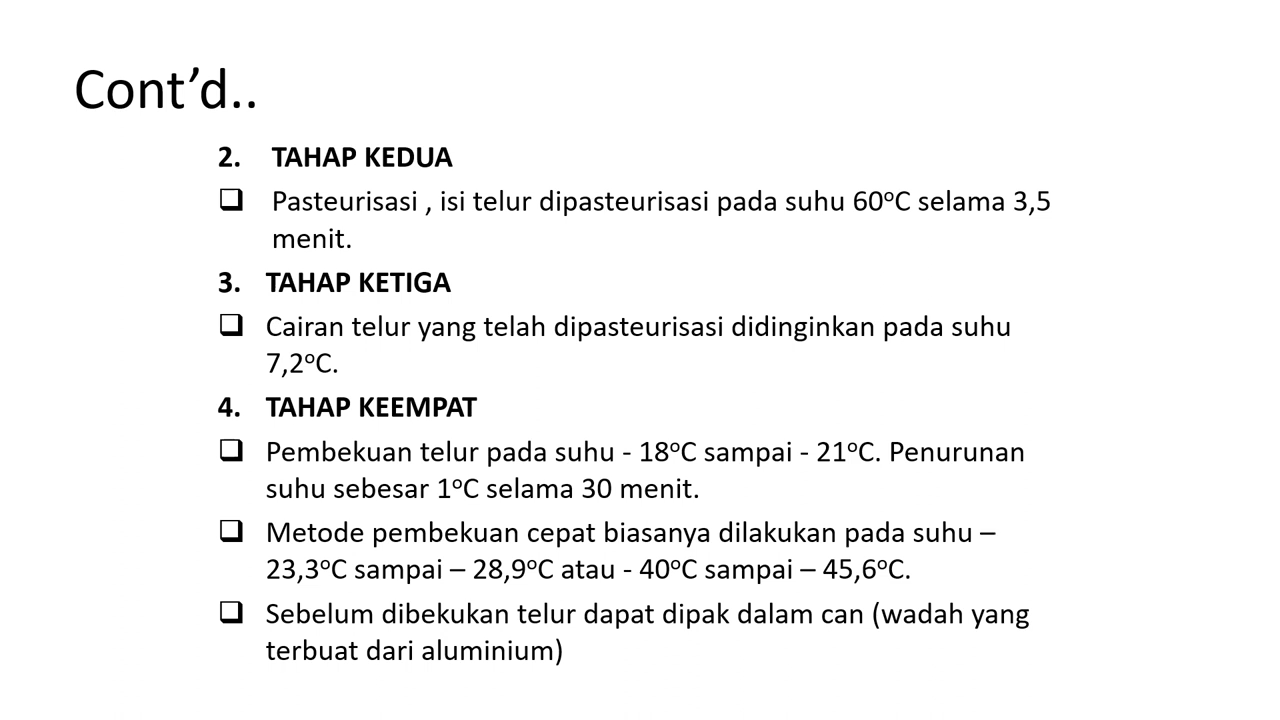 Cont’d..
2. TAHAP KEDUA
❑ Pasteurisasi , isi telur dipasteurisasi pada suhu 60ᵒC selama 3,5
menit.
3. TAHAP KETIGA
❑ Cairan telur yang telah dipasteurisasi didinginkan pada suhu
7,2ᵒC.
4. TAHAP KEEMPAT
❑ Pembekuan telur pada suhu - 18ᵒC sampai - 21ᵒC. Penurunan
suhu sebesar 1ᵒC selama 30 menit.
❑ Metode pembekuan cepat biasanya dilakukan pada suhu –
23,3ᵒC sampai – 28,9ᵒC atau - 40ᵒC sampai – 45,6ᵒC.
❑ Sebelum dibekukan telur dapat dipak dalam can (wadah yang
terbuat dari aluminium)